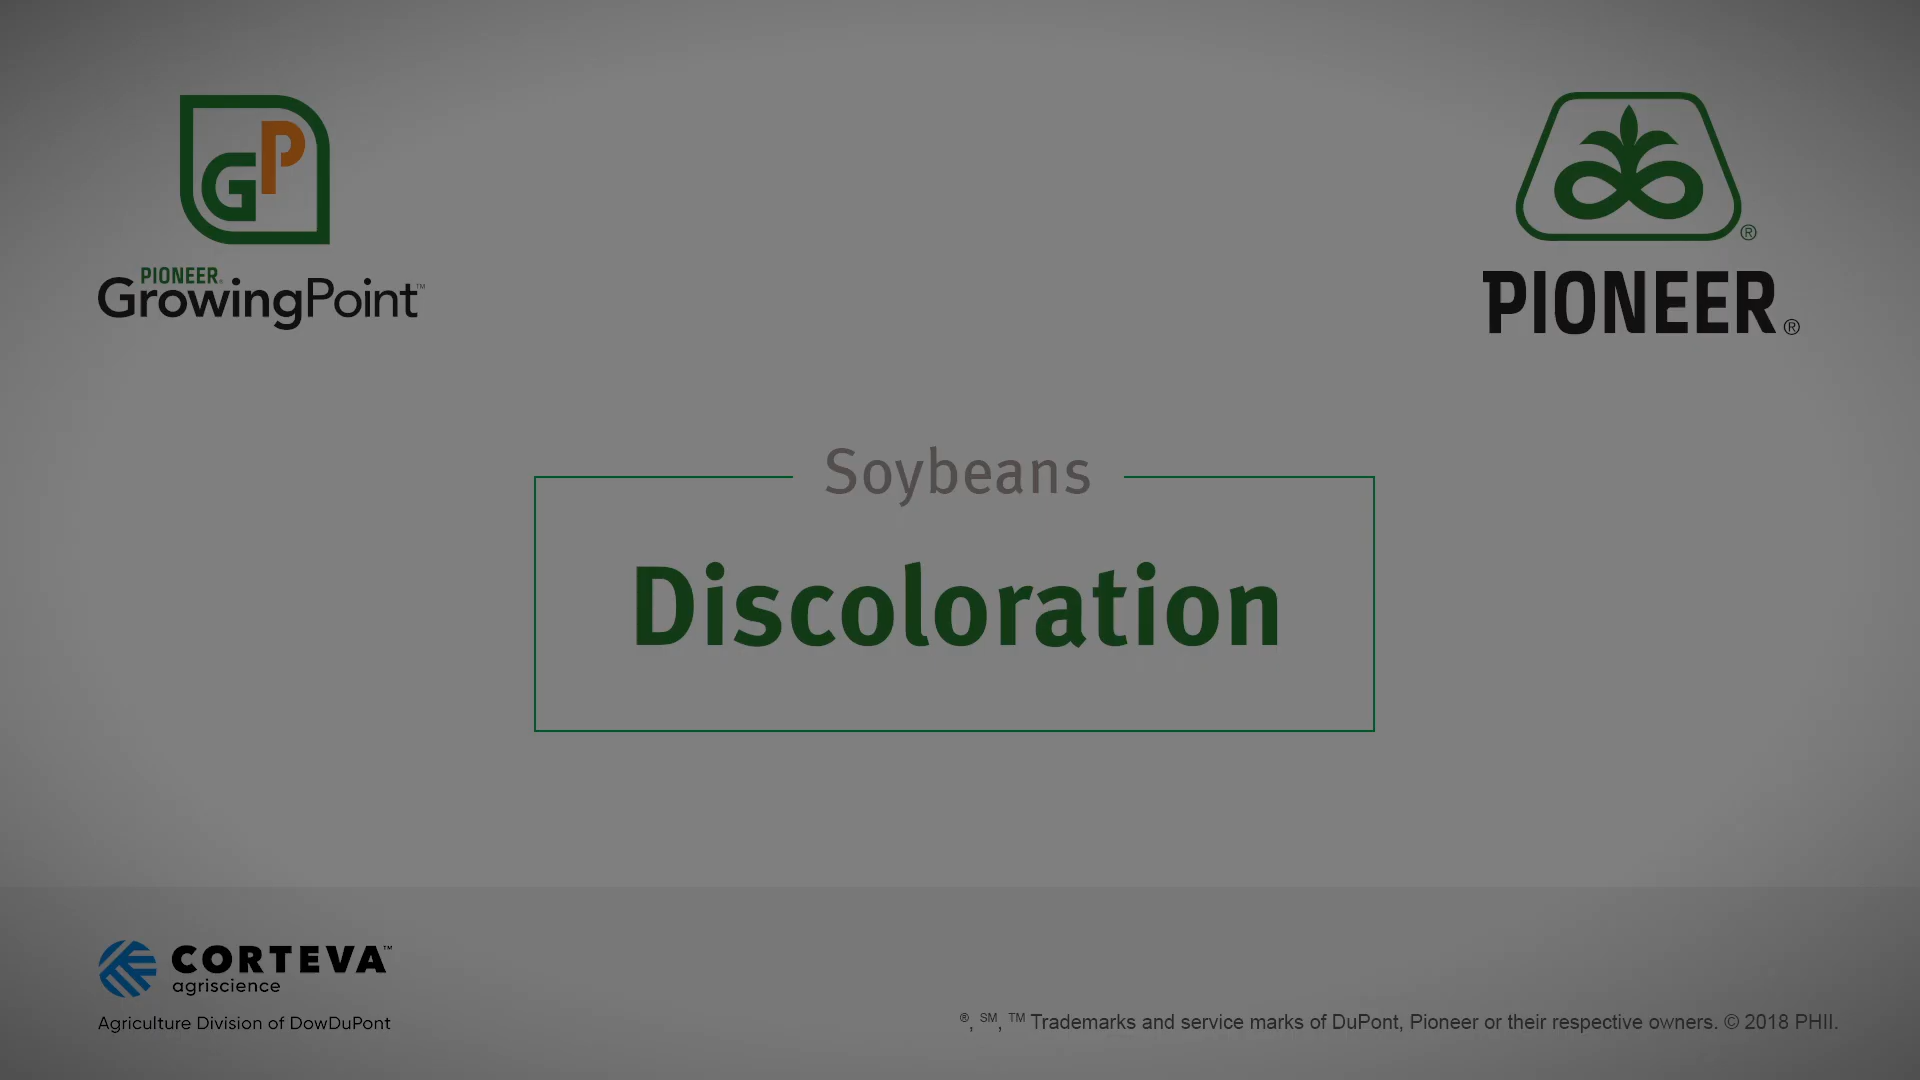 GP
PIONEER®
GrowingPoint™
®
PIONEER®
Soybeans
Discoloration
CORTEVA™
agriscience
Agriculture Division of DowDuPont
®, SM, TM Trademarks and service marks of DuPont, Pioneer or their respective owners. © 2018 PHII.